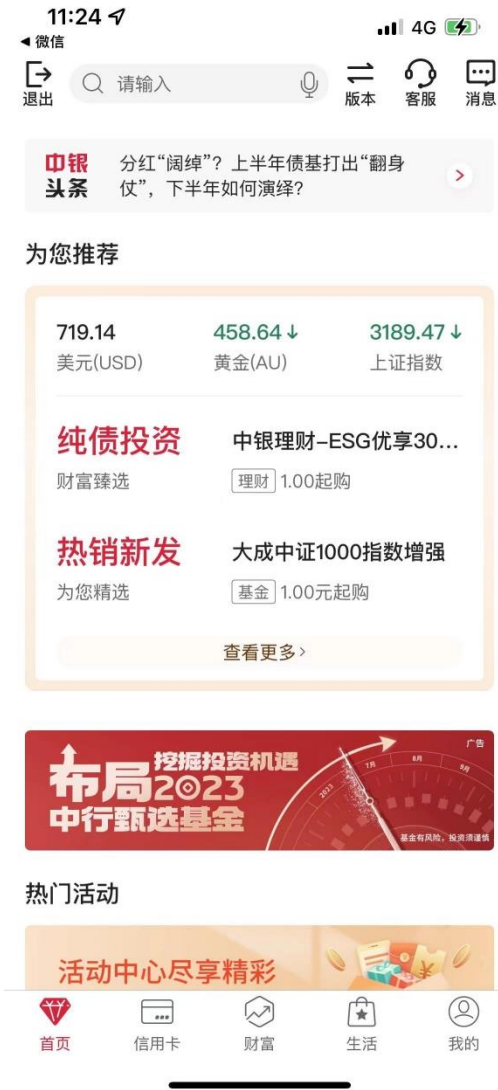 11:24
4G
微信
退出
请输入
版本
客服
消息
中银
头条
分红“阔绰”？上半年债基打出“翻身
仗”，下半年如何演绎？
为您推荐
719.14 458.64↓ 3189.47↓
美元(USD) 黄金(AU) 上证指数
纯债投资 中银理财-ESG优享30...
财富臻选 理财 1.00起购
热销新发 大成中证1000指数增强
为您精选 基金 1.00元起购
查看更多>
广告
挖掘投资机遇
布局2023
中行甄选基金
2023 7月 8月 9月
基金有风险，投资须谨慎
热门活动
活动中心尽享精彩
首页 信用卡 财富 生活 我的